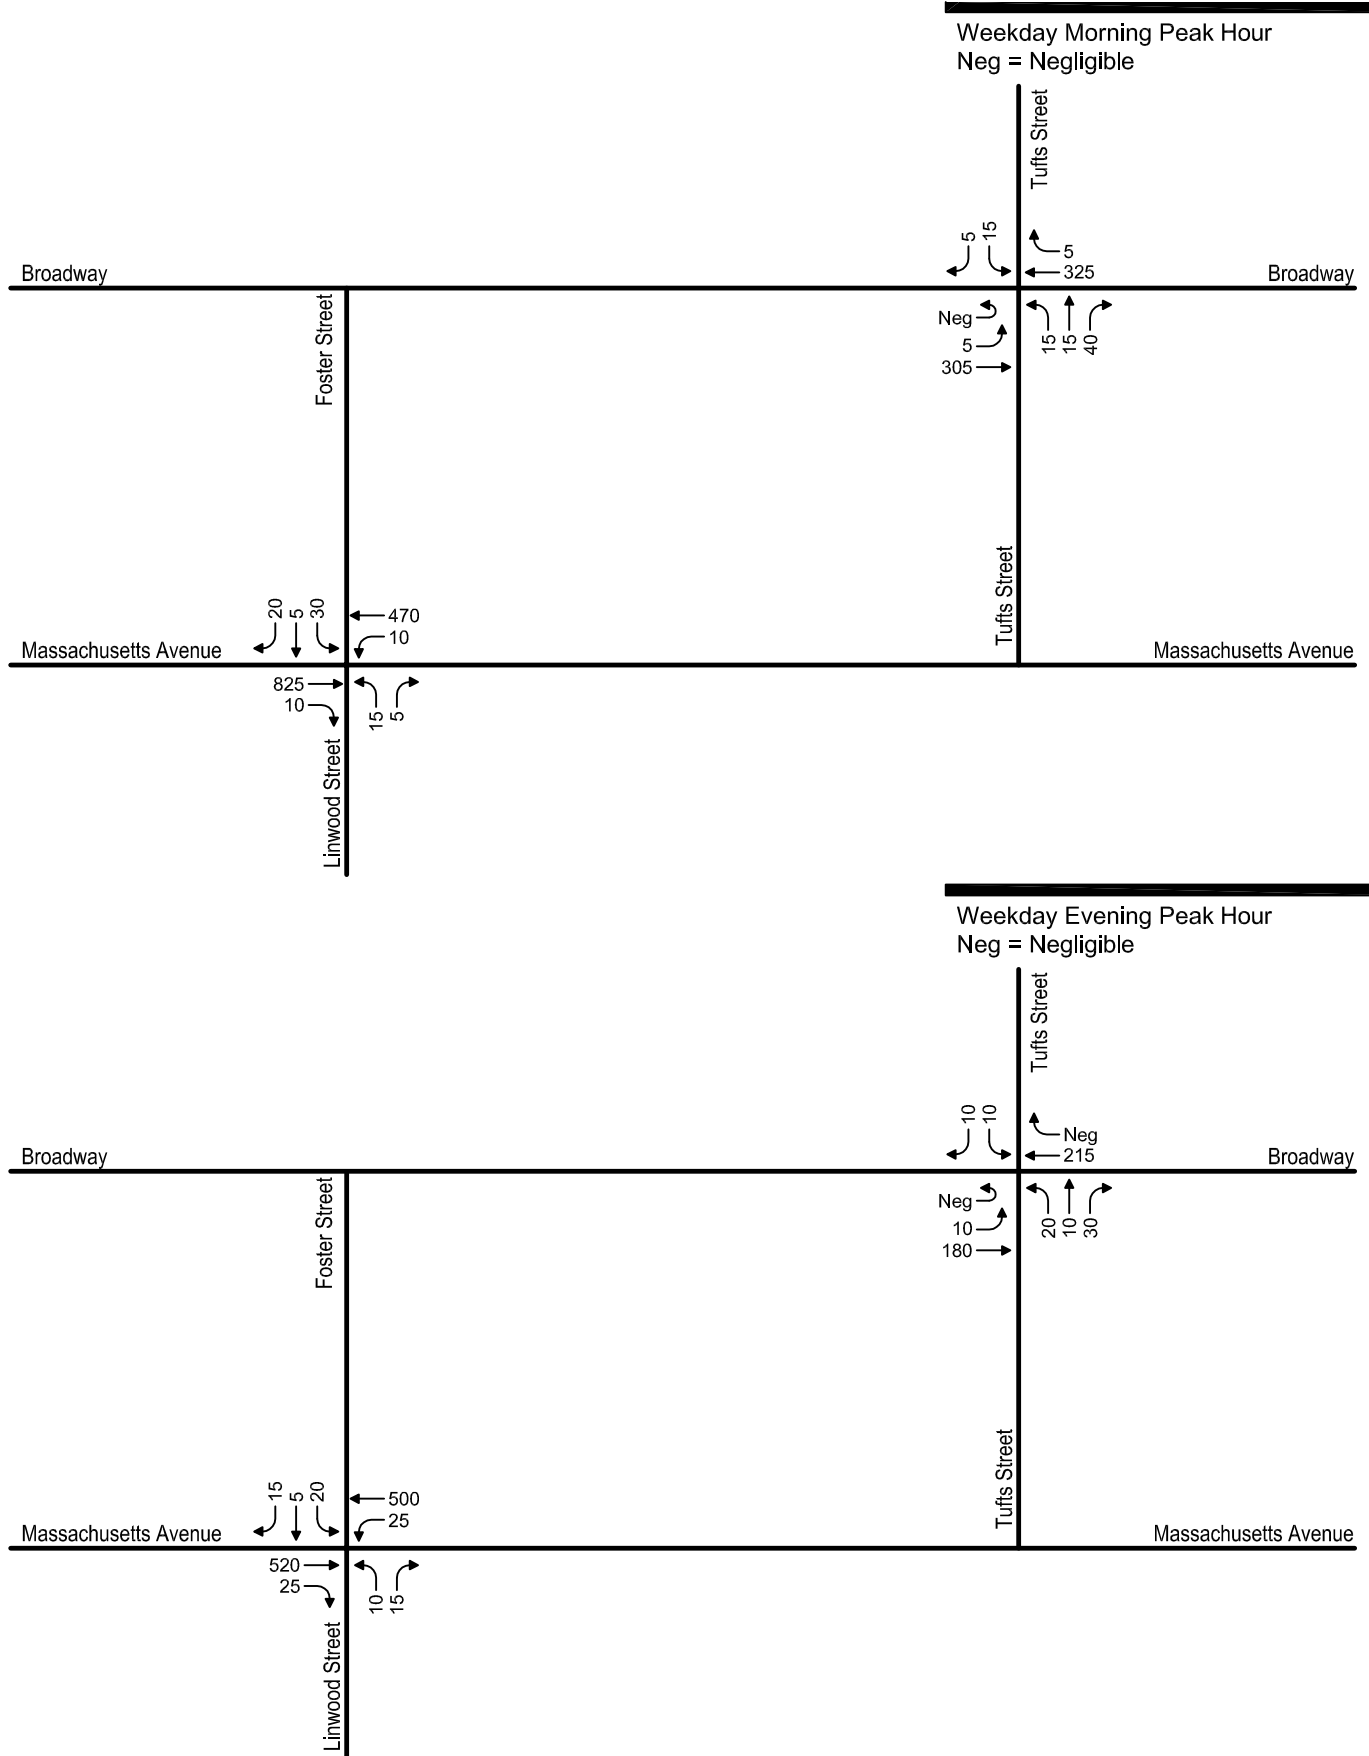 Weekday Morning Peak Hour
Neg = Negligible
Tufts Street
5 15
5
325
Broadway
Broadway
Foster Street
Neg
5
305
15 15 40
Tufts Street
20 5 30
470
10
Massachusetts Avenue
Massachusetts Avenue
825
10
15 5
Linwood Street
Weekday Evening Peak Hour
Neg = Negligible
Tufts Street
10 10
Neg
215
Broadway
Broadway
Foster Street
Neg
10
180
20 10 30
Tufts Street
15 5 20
500
25
Massachusetts Avenue
Massachusetts Avenue
520
25
10 15
Linwood Street